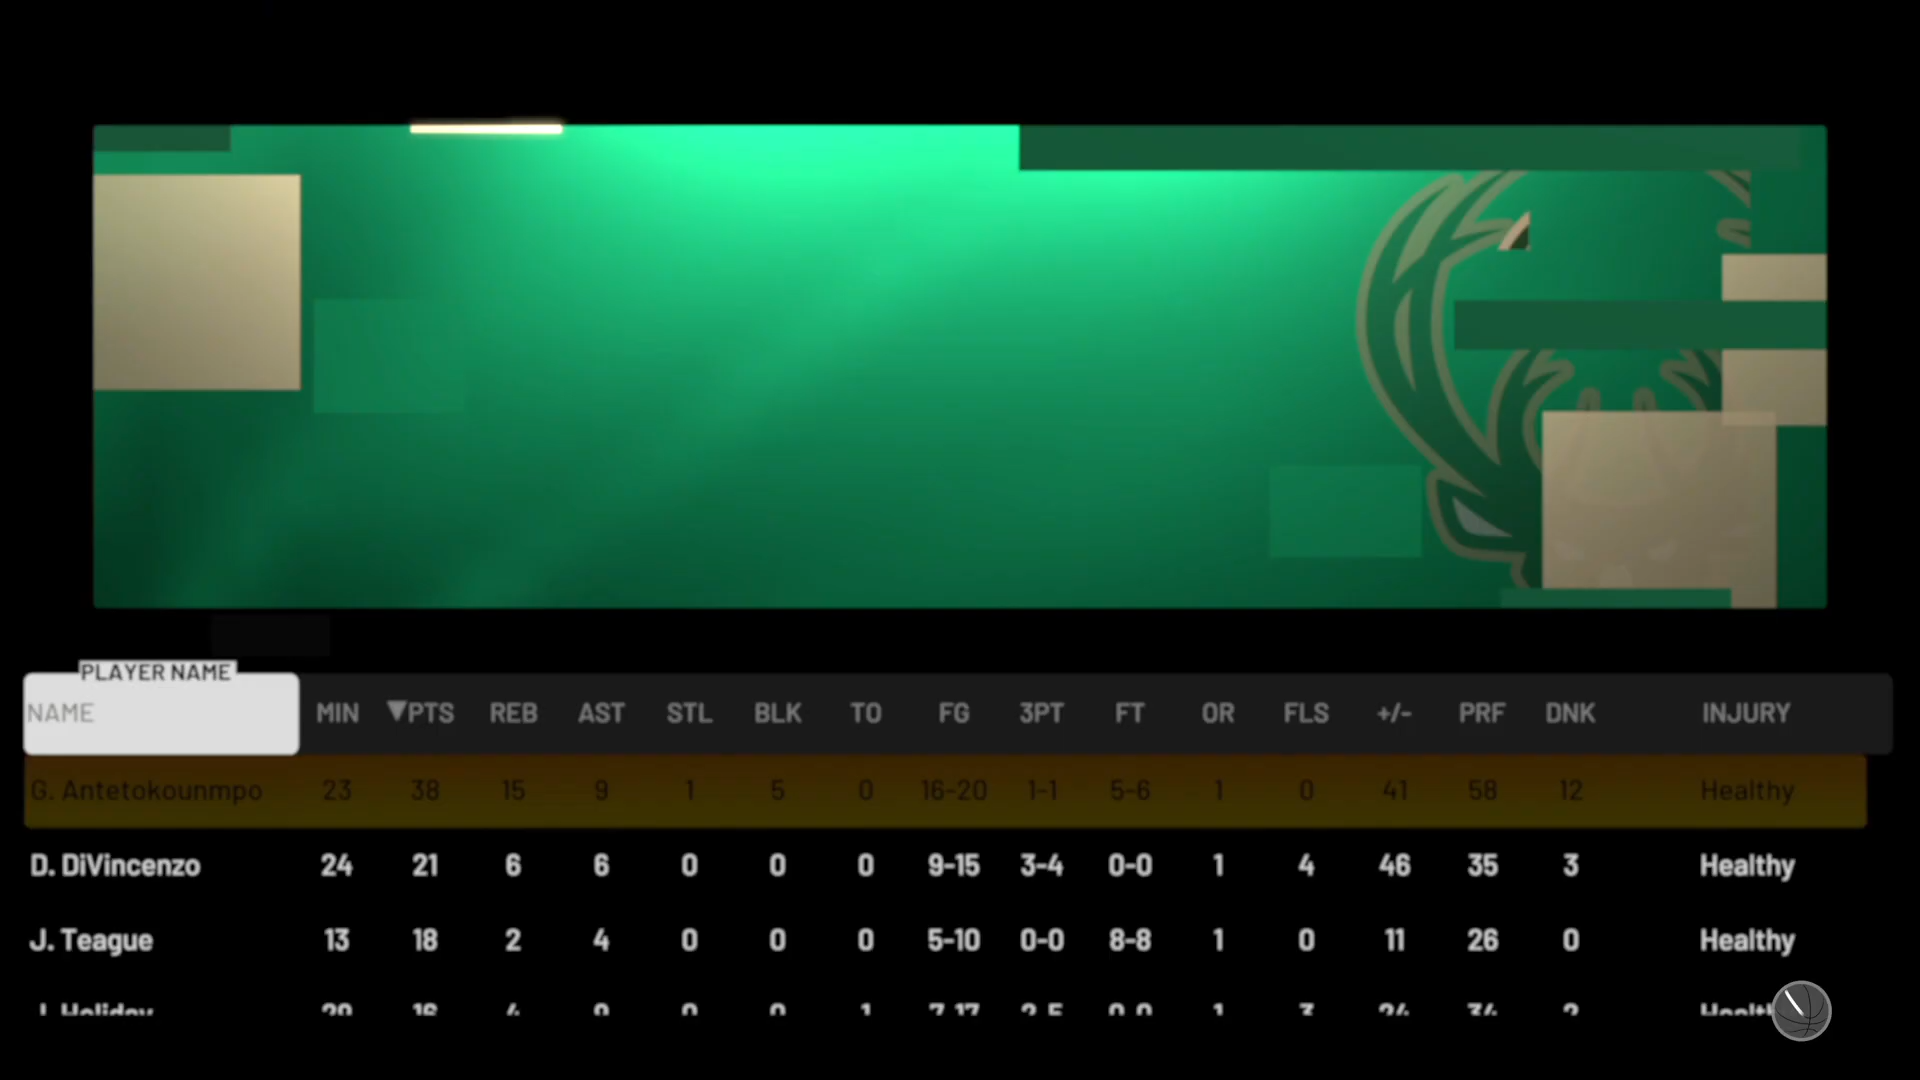 PLAYER NAME
NAME MIN ▼PTS REB AST STL BLK TO FG 3PT FT OR FLS +/- PRF DNK INJURY
G. Antetokounmpo 23 38 15 9 1 5 0 16-20 1-1 5-6 1 0 41 58 12 Healthy
D. DiVincenzo 24 21 6 6 0 0 0 9-15 3-4 0-0 1 4 46 35 3 Healthy
J. Teague 13 18 2 4 0 0 0 5-10 0-0 8-8 1 0 11 26 0 Healthy
J. Holiday